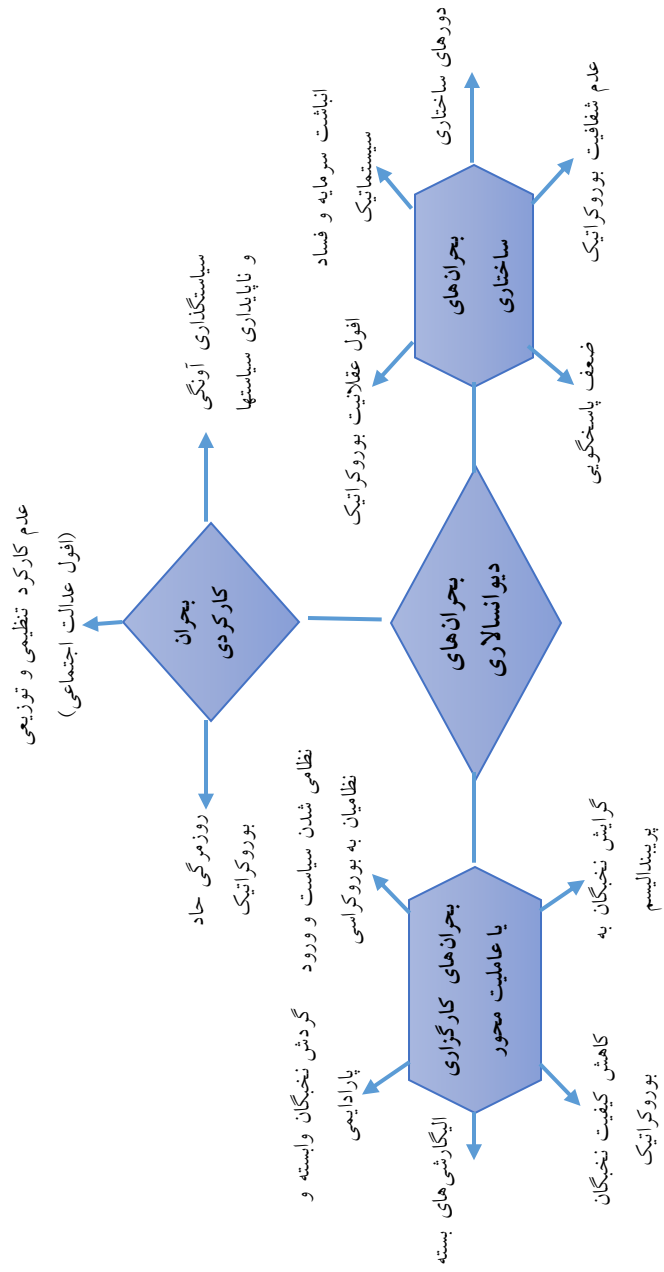 عدم کارکرد تنظیمی و توزیعی
(افول عدالت اجتماعی)
سیاستگذاری آونگی
و ناپایداری سیاستها
بحران
کارکردی
روزمرگی حاد
بوروکراتیک
بحران‌های
دیوانسالاری
دورهای ساختاری
انباشت سرمایه و فساد
سیستماتیک
عدم شفافیت بوروکراتیک
بحران‌های
ساختاری
افول عقلانیت بوروکراتیک
ضعف پاسخگویی
نظامی شدن سیاست و ورود
نظامیان به بوروکراسی
گرایش نخبگان به
پریبندالیسم
بحران‌های کارگزاری
یا عاملیت محور
گردش نخبگان وابسته و
پارادایمی
کاهش کیفیت نخبگان
بوروکراتیک
الیگارشی‌های بسته